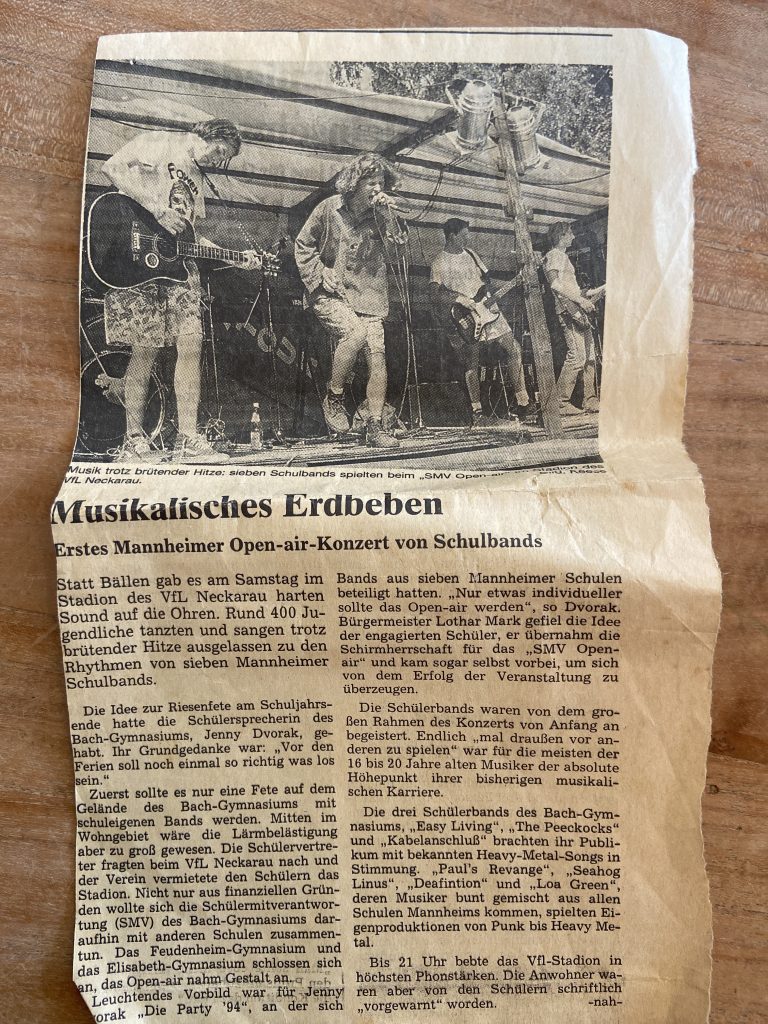 Musik trotz brütender Hitze: sieben Schulbands spielten beim „SMV Open-air“ im Stadion des
VfL Neckarau. Reese
Musikalisches Erdbeben
Erstes Mannheimer Open-air-Konzert von Schulbands
Statt Bällen gab es am Samstag im
Stadion des VfL Neckarau harten
Sound auf die Ohren. Rund 400 Ju-
gendliche tanzten und sangen trotz
brütender Hitze ausgelassen zu den
Rhythmen von sieben Mannheimer
Schulbands.
Die Idee zur Riesenfete am Schuljahrs-
ende hatte die Schülersprecherin des
Bach-Gymnasiums, Jenny Dvorak, ge-
habt. Ihr Grundgedanke war: „Vor den
Ferien soll noch einmal so richtig was los
sein.“
Zuerst sollte es nur eine Fete auf dem
Gelände des Bach-Gymnasiums mit
schuleigenen Bands werden. Mitten im
Wohngebiet wäre die Lärmbelästigung
aber zu groß gewesen. Die Schülervertre-
ter fragten beim VfL Neckarau nach und
der Verein vermietete den Schülern das
Stadion. Nicht nur aus finanziellen Grün-
den wollte sich die Schülermitverantwor-
tung (SMV) des Bach-Gymnasiums dar-
aufhin mit anderen Schulen zusammen-
tun. Das Feudenheim-Gymnasium und
das Elisabeth-Gymnasium schlossen sich
an, das Open-air nahm Gestalt an.
Leuchtendes Vorbild war für Jenny
vorak „Die Party ’94“, an der sich
Bands aus sieben Mannheimer Schulen
beteiligt hatten. „Nur etwas individueller
sollte das Open-air werden“, so Dvorak.
Bürgermeister Lothar Mark gefiel die Idee
der engagierten Schüler, er übernahm die
Schirmherrschaft für das „SMV Open-
air“ und kam sogar selbst vorbei, um sich
von dem Erfolg der Veranstaltung zu
überzeugen.
Die Schülerbands waren von dem gro-
ßen Rahmen des Konzerts von Anfang an
begeistert. Endlich „mal draußen vor an-
deren zu spielen“ war für die meisten der
16 bis 20 Jahre alten Musiker der absolute
Höhepunkt ihrer bisherigen musikali-
schen Karriere.
Die drei Schülerbands des Bach-Gym-
nasiums, „Easy Living“, „The Peeckocks“
und „Kabelanschluß“ brachten ihr Publi-
kum mit bekannten Heavy-Metal-Songs in
Stimmung. „Paul’s Revange“, „Seahog
Linus“, „Deafintion“ und „Loa Green“,
deren Musiker bunt gemischt aus allen
Schulen Mannheims kommen, spielten Ei-
genproduktionen von Punk bis Heavy Me-
tal.
Bis 21 Uhr bebte das Vfl-Stadion in
höchsten Phonstärken. Die Anwohner wa-
ren aber von den Schülern schriftlich
„vorgewarnt“ worden. -nah-